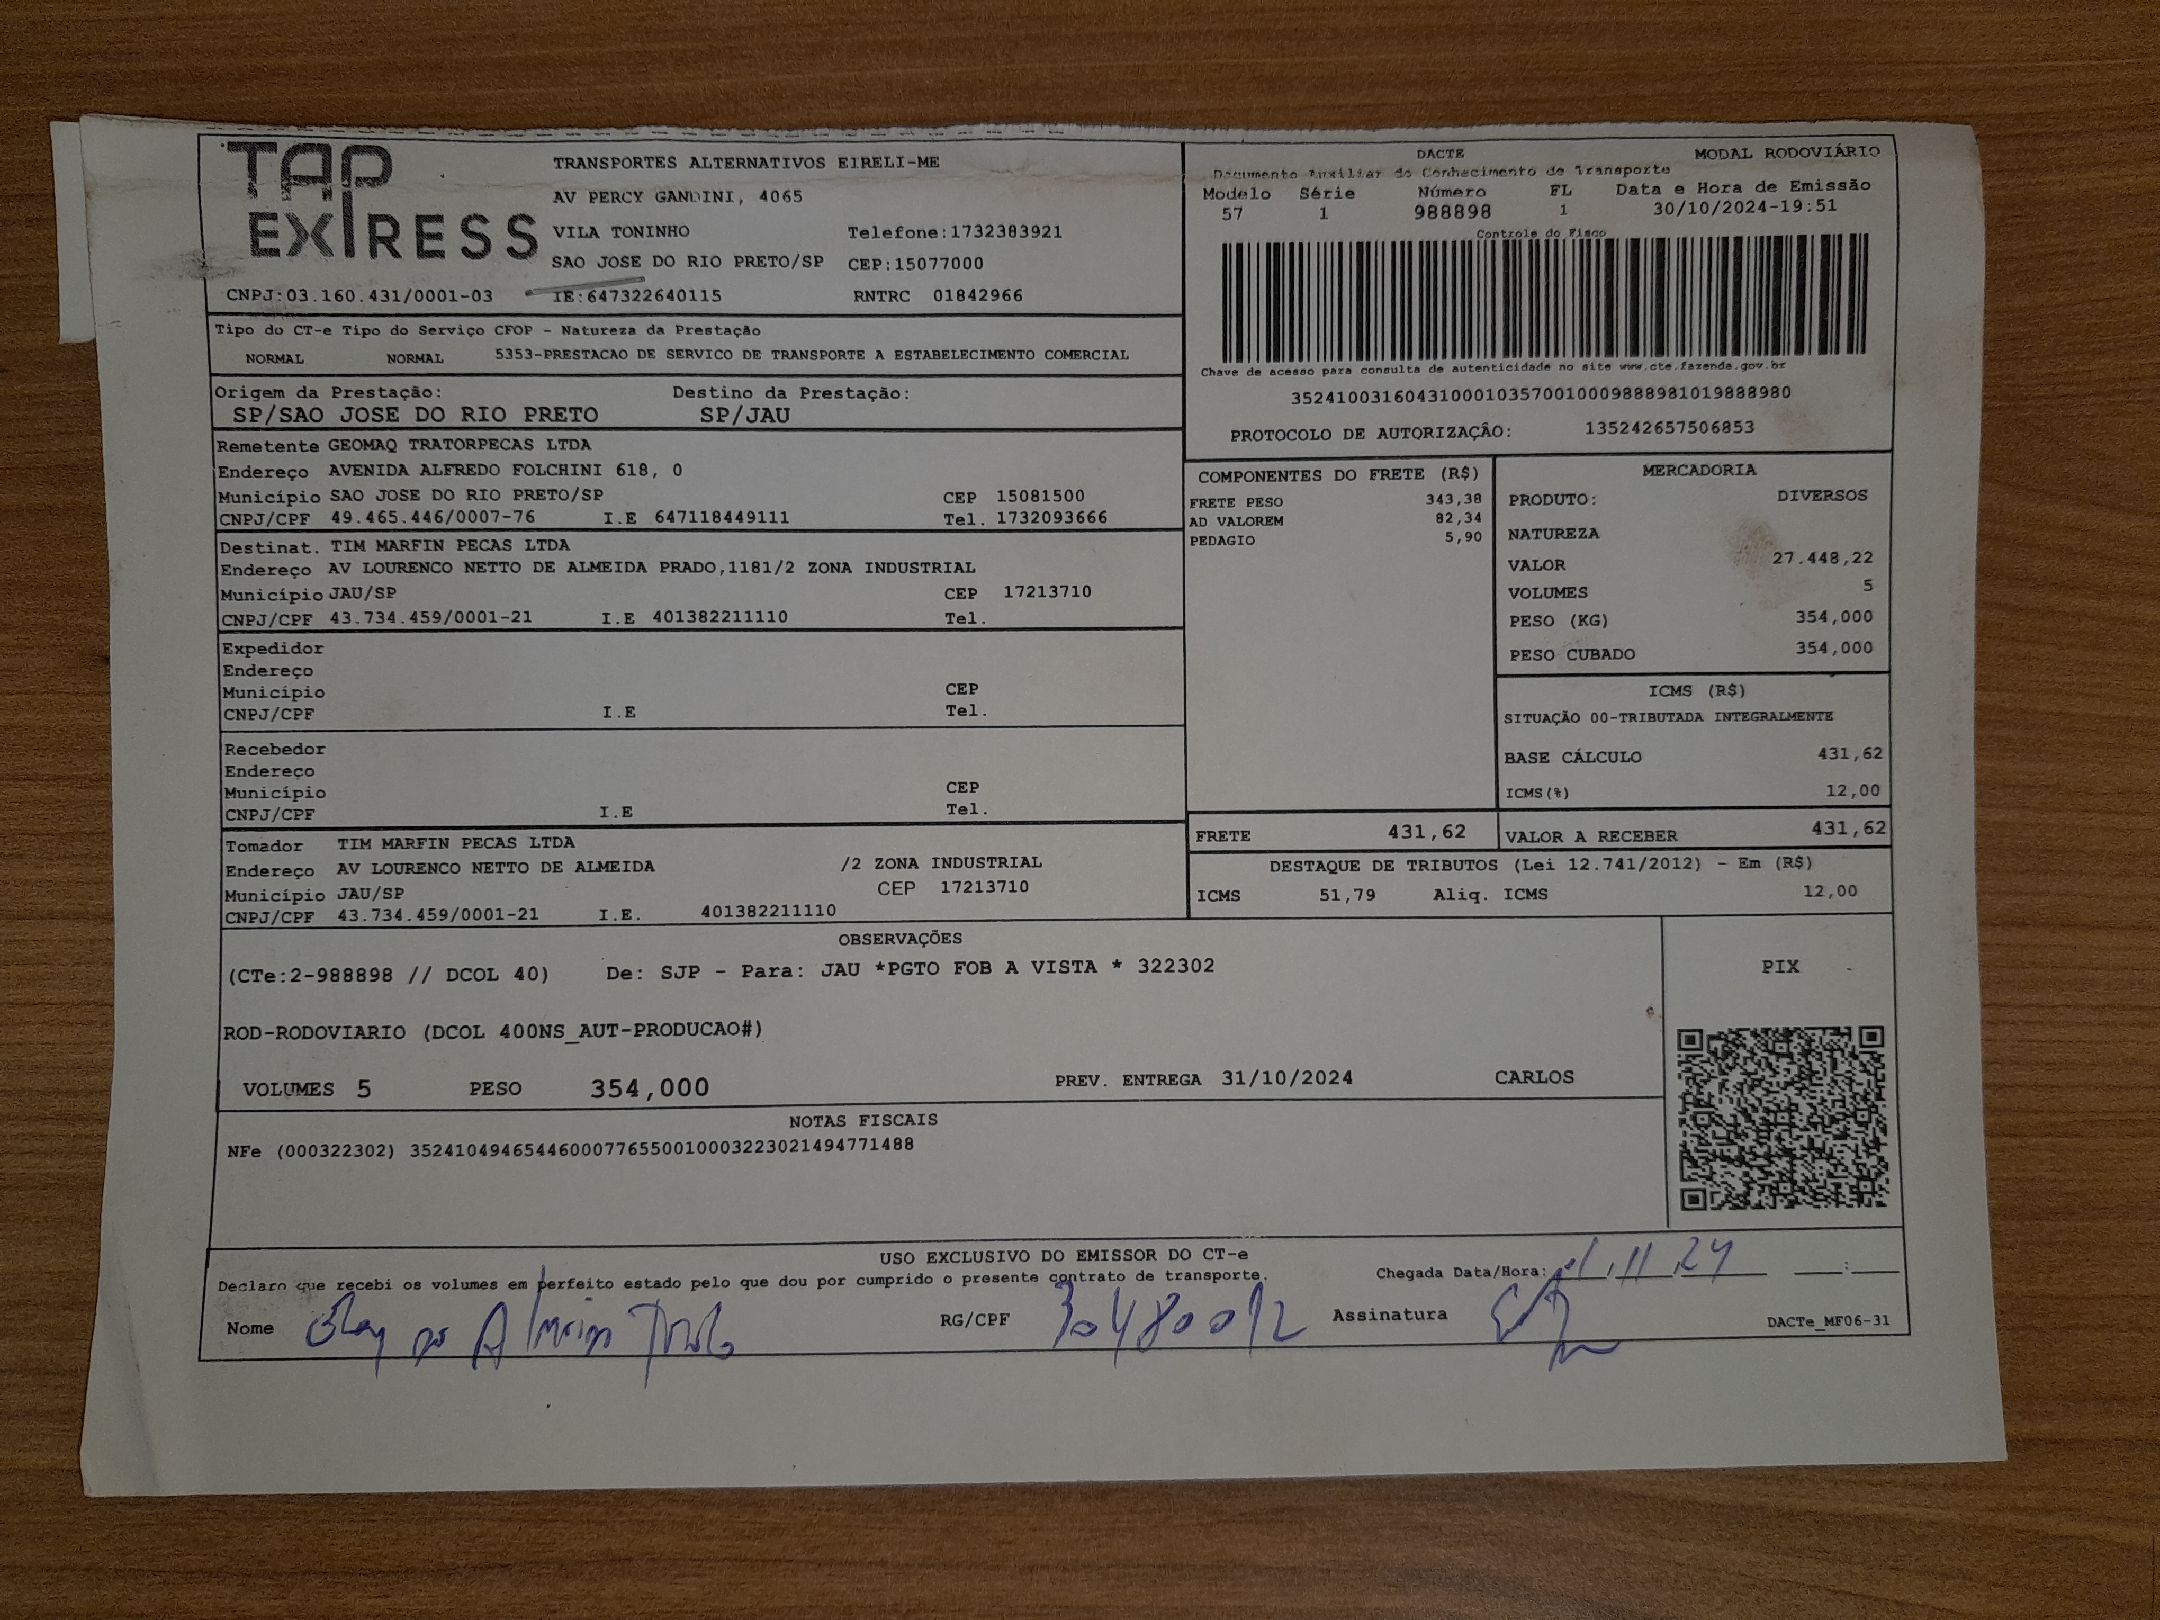 TAP EXPRESS
TRANSPORTES ALTERNATIVOS EIRELI-ME
AV PERCY GANDINI, 4065
VILA TONINHO Telefone:1732383921
SAO JOSE DO RIO PRETO/SP CEP:15077000
CNPJ:03.160.431/0001-03 IE:647322640115 RNTRC 01842966
DACTE MODAL RODOVIÁRIO
Documento Auxiliar do Conhecimento de Transporte
Modelo Série Número FL Data e Hora de Emissão
57 1 988898 1 30/10/2024-19:51
Controle do Fisco
Chave de acesso para consulta de autenticidade no site www.cte.fazenda.gov.br
35241003160431000103570010009888981019888980
PROTOCOLO DE AUTORIZAÇÂO: 135242657506853
Tipo do CT-e Tipo do Serviço CFOP - Natureza da Prestação
NORMAL NORMAL 5353-PRESTACAO DE SERVICO DE TRANSPORTE A ESTABELECIMENTO COMERCIAL
Origem da Prestação: Destino da Prestação:
SP/SAO JOSE DO RIO PRETO SP/JAU
Remetente GEOMAQ TRATORPECAS LTDA
Endereço AVENIDA ALFREDO FOLCHINI 618, 0
Município SAO JOSE DO RIO PRETO/SP CEP 15081500
CNPJ/CPF 49.465.446/0007-76 I.E 647118449111 Tel. 1732093666
Destinat. TIM MARFIN PECAS LTDA
Endereço AV LOURENCO NETTO DE ALMEIDA PRADO,1181/2 ZONA INDUSTRIAL
Município JAU/SP CEP 17213710
CNPJ/CPF 43.734.459/0001-21 I.E 401382211110 Tel.
Expedidor
Endereço
Município CEP
CNPJ/CPF I.E Tel.
Recebedor
Endereço
Município CEP
CNPJ/CPF I.E Tel.
Tomador TIM MARFIN PECAS LTDA
Endereço AV LOURENCO NETTO DE ALMEIDA /2 ZONA INDUSTRIAL
Município JAU/SP CEP 17213710
CNPJ/CPF 43.734.459/0001-21 I.E. 401382211110
COMPONENTES DO FRETE (R$)
FRETE PESO 343,38
AD VALOREM 82,34
PEDAGIO 5,90
MERCADORIA
PRODUTO: DIVERSOS
NATUREZA
VALOR 27.448,22
VOLUMES 5
PESO (KG) 354,000
PESO CUBADO 354,000
ICMS (R$)
SITUAÇÃO 00-TRIBUTADA INTEGRALMENTE
BASE CÁLCULO 431,62
ICMS(%) 12,00
FRETE 431,62 VALOR A RECEBER 431,62
DESTAQUE DE TRIBUTOS (Lei 12.741/2012) - Em (R$)
ICMS 51,79 Aliq. ICMS 12,00
OBSERVAÇÕES
(CTe:2-988898 // DCOL 40) De: SJP - Para: JAU *PGTO FOB A VISTA * 322302
ROD-RODOVIARIO (DCOL 400NS_AUT-PRODUCAO#)
VOLUMES 5 PESO 354,000 PREV. ENTREGA 31/10/2024 CARLOS
PIX
NOTAS FISCAIS
NFe (000322302) 35241049465446000776550010003223021494771488
USO EXCLUSIVO DO EMISSOR DO CT-e
Declaro que recebi os volumes em perfeito estado pelo que dou por cumprido o presente contrato de transporte. Chegada Data/Hora: 11.24 :
Nome RG/CPF Assinatura DACTe_MF06-31